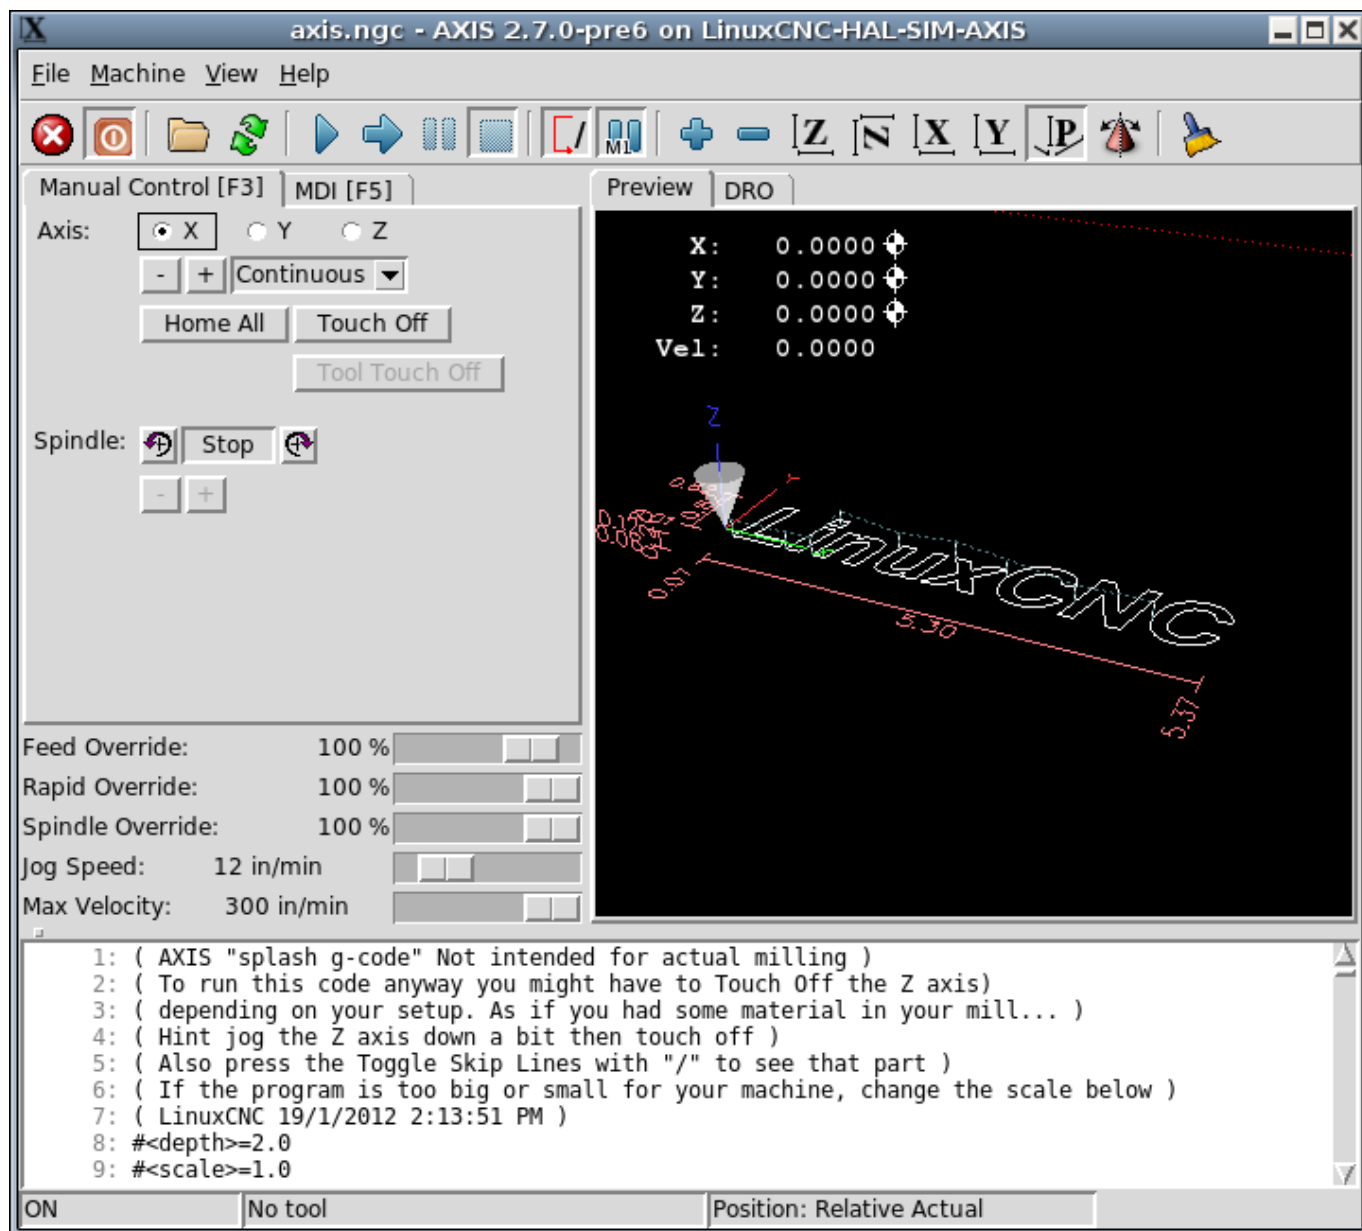 axis.ngc - AXIS 2.7.0-pre6 on LinuxCNC-HAL-SIM-AXIS
File Machine View Help
M1 Z N X Y P
Manual Control [F3] MDI [F5]
Axis: X Y Z
- + Continuous
Home All Touch Off
Tool Touch Off
Spindle: Stop
- +
Feed Override: 100 %
Rapid Override: 100 %
Spindle Override: 100 %
Jog Speed: 12 in/min
Max Velocity: 300 in/min
Preview DRO
X: 0.0000
Y: 0.0000
Z: 0.0000
Vel: 0.0000
Z
Y
LinuxCNC
0.07
5.30
5.37
1: ( AXIS "splash g-code" Not intended for actual milling )
2: ( To run this code anyway you might have to Touch Off the Z axis)
3: ( depending on your setup. As if you had some material in your mill... )
4: ( Hint jog the Z axis down a bit then touch off )
5: ( Also press the Toggle Skip Lines with "/" to see that part )
6: ( If the program is too big or small for your machine, change the scale below )
7: ( LinuxCNC 19/1/2012 2:13:51 PM )
8: #<depth>=2.0
9: #<scale>=1.0
ON No tool Position: Relative Actual